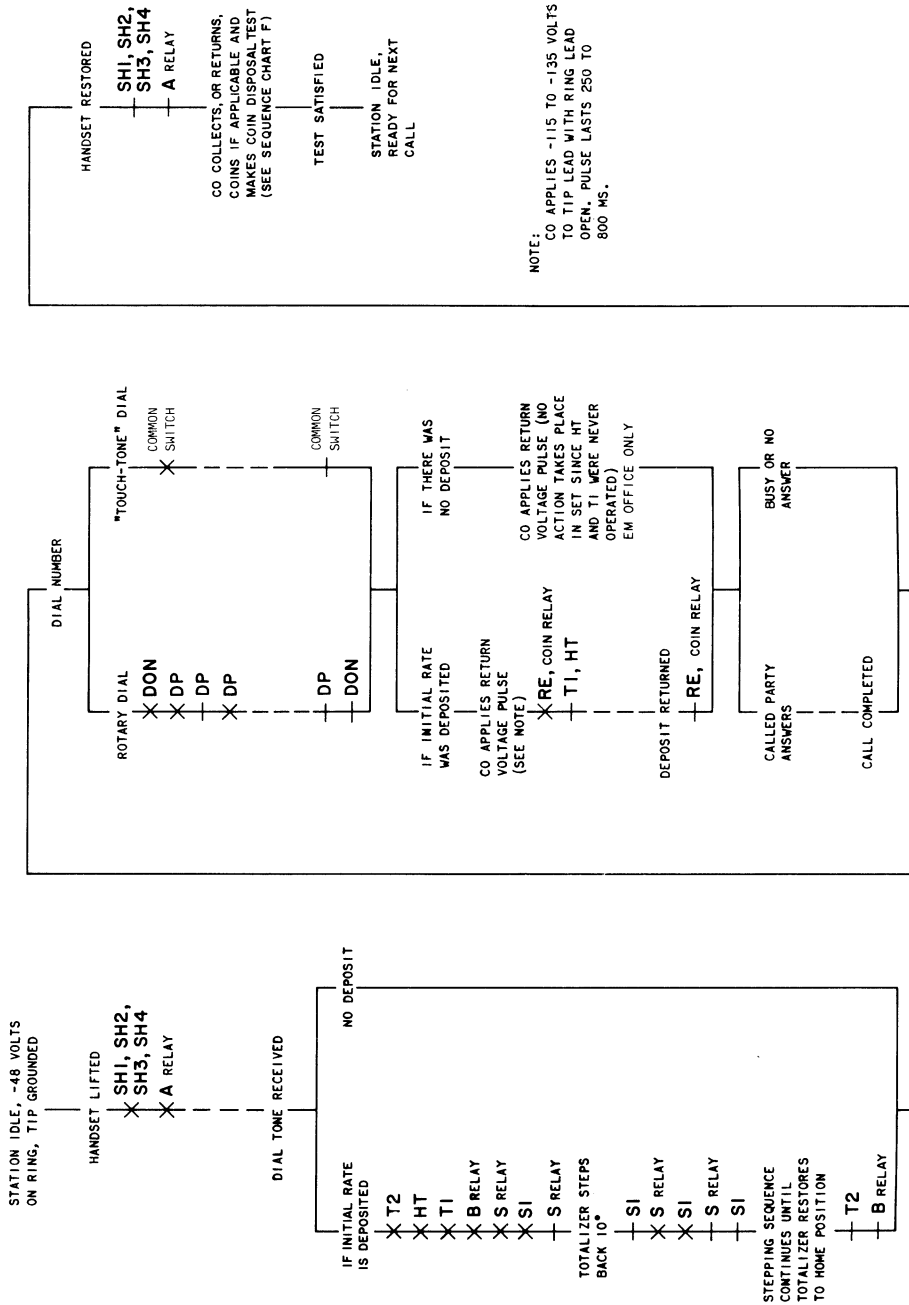 STATION IDLE, -48 VOLTS
ON RING, TIP GROUNDED
HANDSET LIFTED
SH1, SH2,
SH3, SH4
A RELAY
DIAL TONE RECEIVED
IF INITIAL RATE
IS DEPOSITED
T2
HT
T1
B RELAY
S RELAY
S1
S RELAY
TOTALIZER STEPS
BACK 10°
S1
S RELAY
S1
S RELAY
S1
STEPPING SEQUENCE
CONTINUES UNTIL
TOTALIZER RESTORES
TO HOME POSITION
T2
B RELAY
NO DEPOSIT
DIAL NUMBER
ROTARY DIAL
DON
DP
DP
DP
DP
DON
"TOUCH-TONE" DIAL
COMMON
SWITCH
COMMON
SWITCH
IF INITIAL RATE
WAS DEPOSITED
CO APPLIES RETURN
VOLTAGE PULSE
(SEE NOTE)
RE, COIN RELAY
T1, HT
DEPOSIT RETURNED
RE, COIN RELAY
IF THERE WAS
NO DEPOSIT
CO APPLIES RETURN
VOLTAGE PULSE (NO
ACTION TAKES PLACE
IN SET SINCE HT
AND T1 WERE NEVER
OPERATED)
EM OFFICE ONLY
CALLED PARTY
ANSWERS
CALL COMPLETED
BUSY OR NO
ANSWER
HANDSET RESTORED
SH1, SH2,
SH3, SH4
A RELAY
CO COLLECTS, OR RETURNS,
COINS IF APPLICABLE AND
MAKES COIN DISPOSAL TEST
(SEE SEQUENCE CHART F)
TEST SATISFIED
STATION IDLE,
READY FOR NEXT
CALL
NOTE:
CO APPLIES -115 TO -135 VOLTS
TO TIP LEAD WITH RING LEAD
OPEN. PULSE LASTS 250 TO
800 MS.